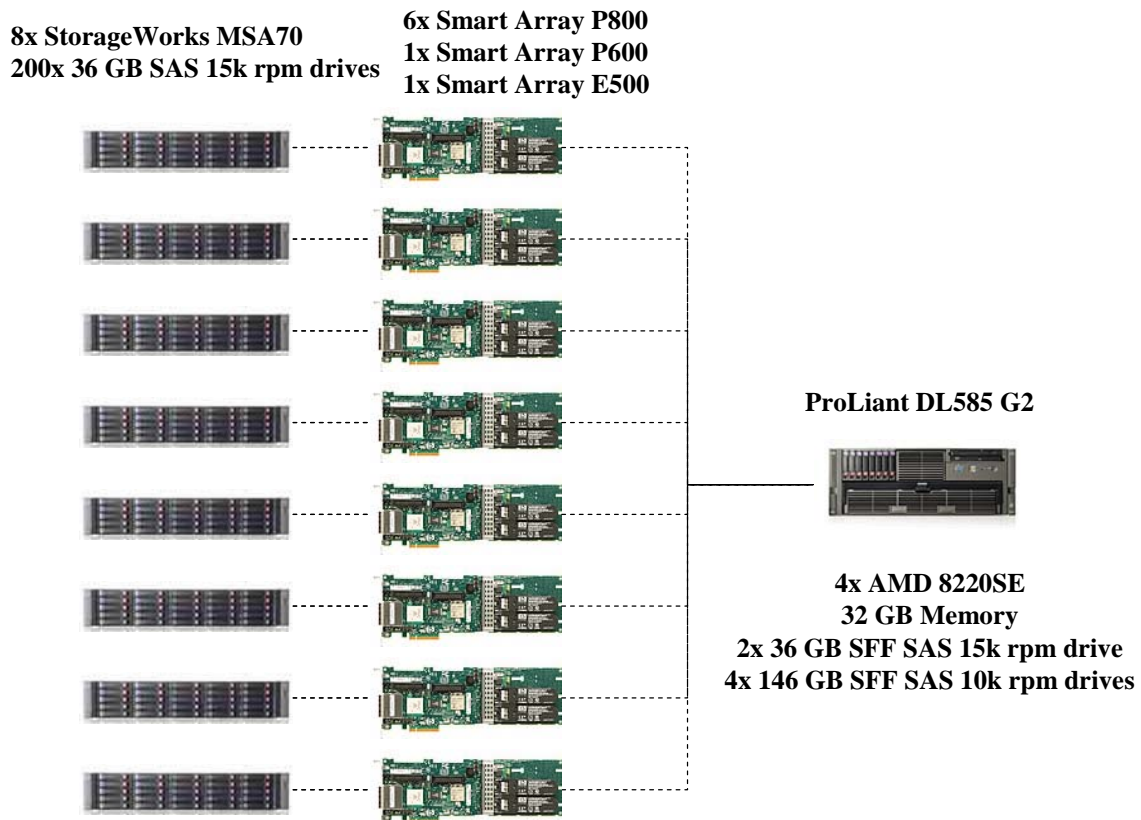 8x StorageWorks MSA70
200x 36 GB SAS 15k rpm drives
6x Smart Array P800
1x Smart Array P600
1x Smart Array E500
ProLiant DL585 G2
4x AMD 8220SE
32 GB Memory
2x 36 GB SFF SAS 15k rpm drive
4x 146 GB SFF SAS 10k rpm drives